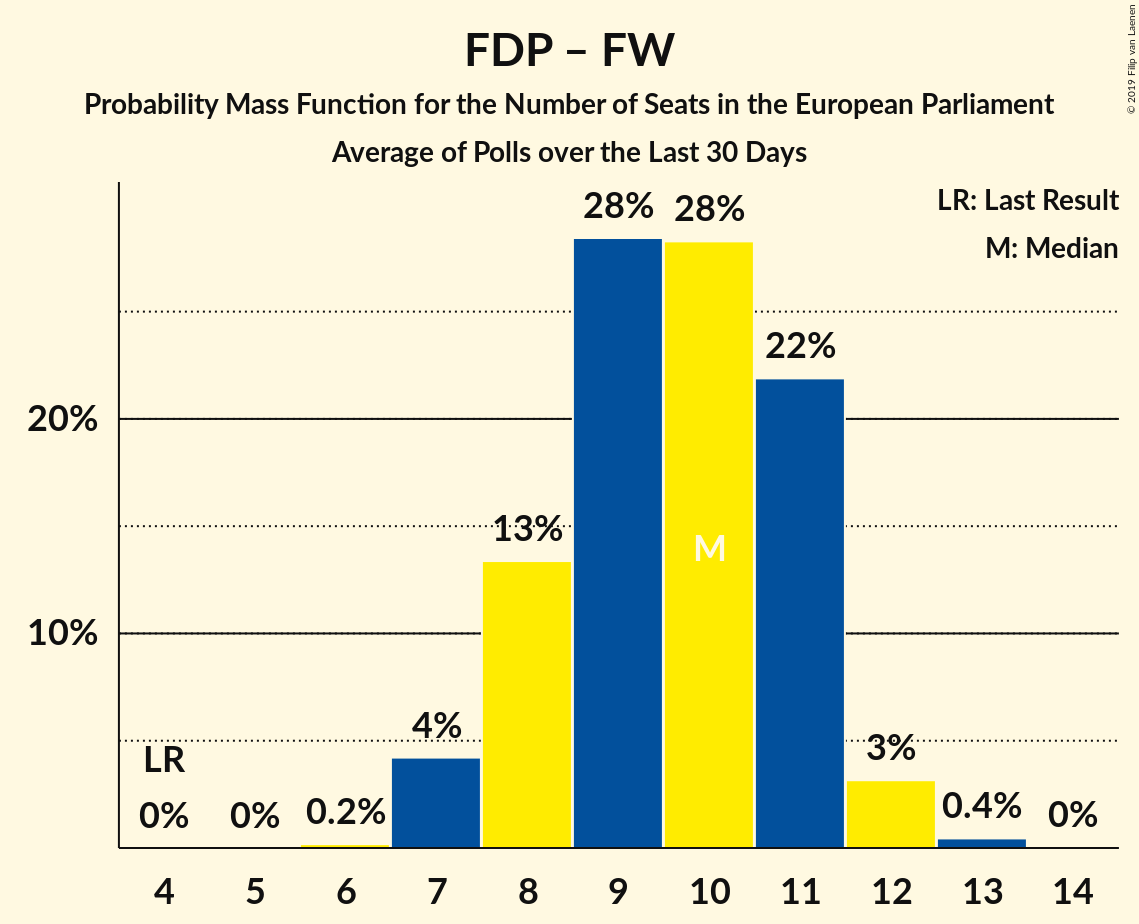 FDP – FW
Probability Mass Function for the Number of Seats in the European Parliament
Average of Polls over the Last 30 Days
© 2019 Filip van Laenen
LR: Last Result
M: Median
28%
28%
22%
20%
13%
M
10%
4%
3%
LR
0%
0%
0.2%
0.4%
0%
4 5 6 7 8 9 10 11 12 13 14